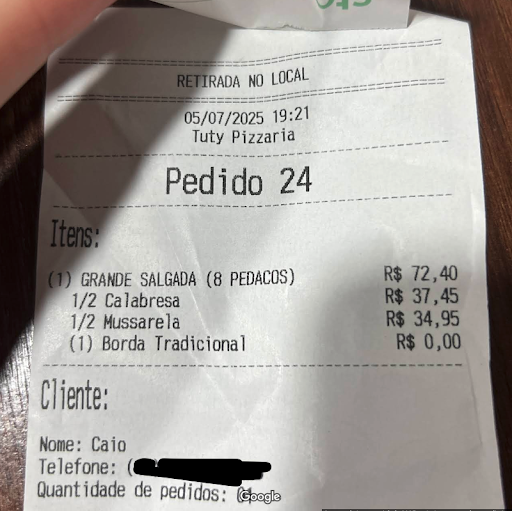 RETIRADA NO LOCAL
05/07/2025 19:21
Tuty Pizzaria
Pedido 24
Itens:
(1) GRANDE SALGADA (8 PEDACOS) R$ 72,40
1/2 Calabresa R$ 37,45
1/2 Mussarela R$ 34,95
(1) Borda Tradicional R$ 0,00
Cliente:
Nome: Caio
Telefone: (
Quantidade de pedidos:
Google